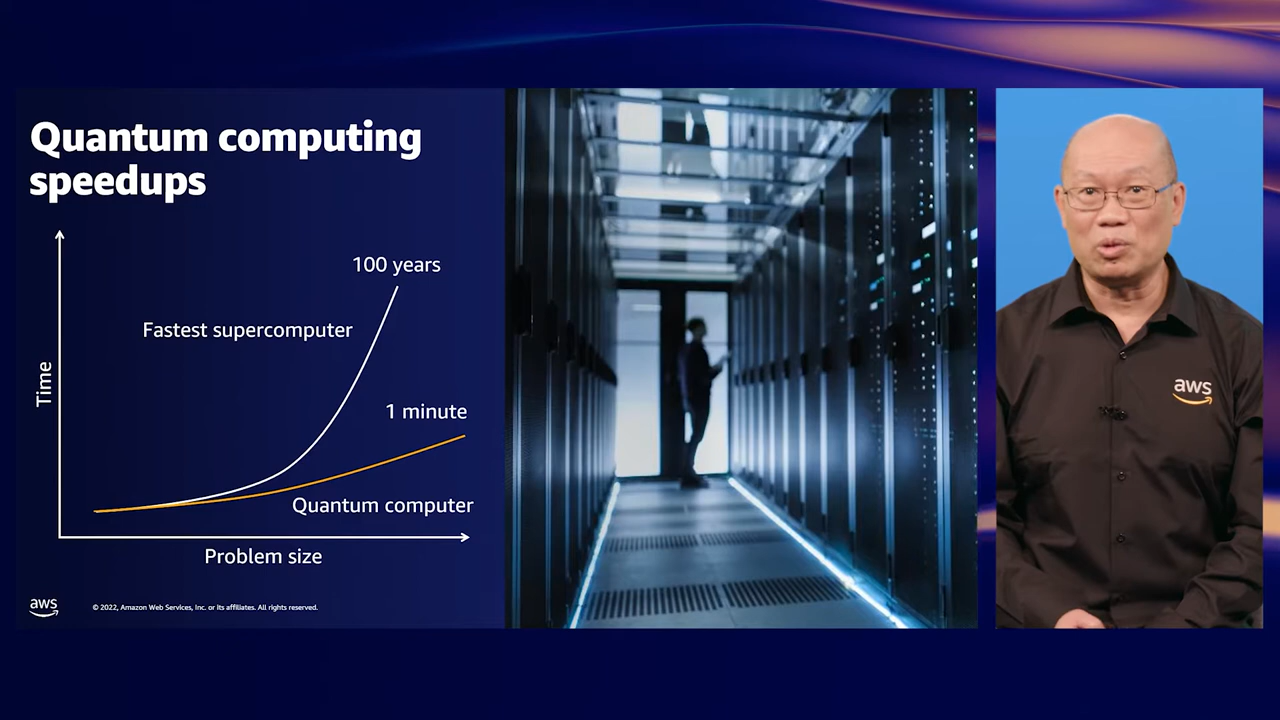 Quantum computing
speedups
100 years
Fastest supercomputer
Time
1 minute
Quantum computer
Problem size
aws
© 2022, Amazon Web Services, Inc. or its affiliates. All rights reserved.
aws